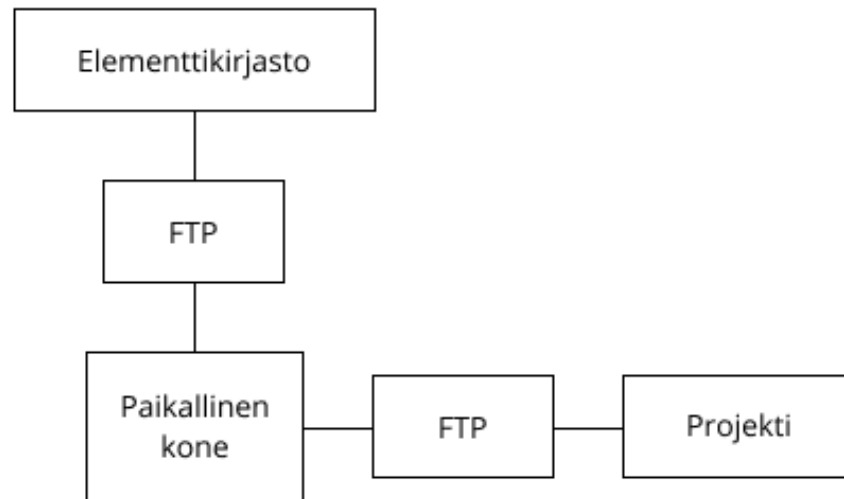 Elementtikirjasto
FTP
Paikallinen
kone
FTP
Projekti